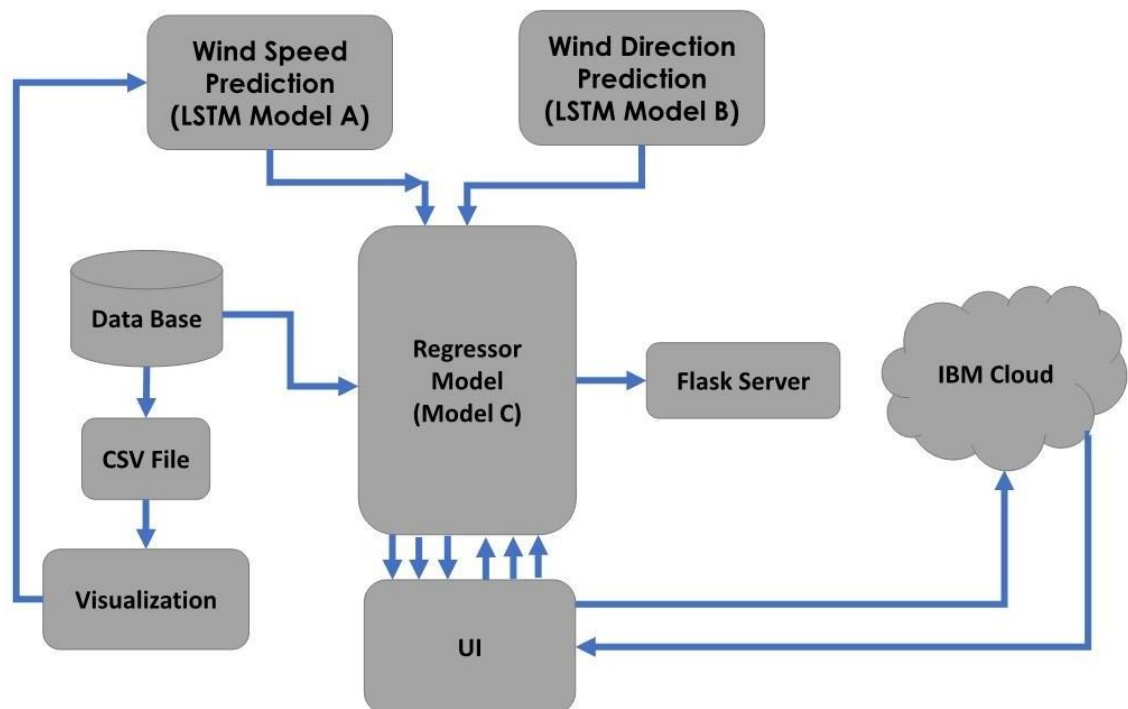 Wind Speed
Prediction
(LSTM Model A)
Wind Direction
Prediction
(LSTM Model B)
Data Base
Regressor
Model
(Model C)
Flask Server
IBM Cloud
CSV File
Visualization
UI